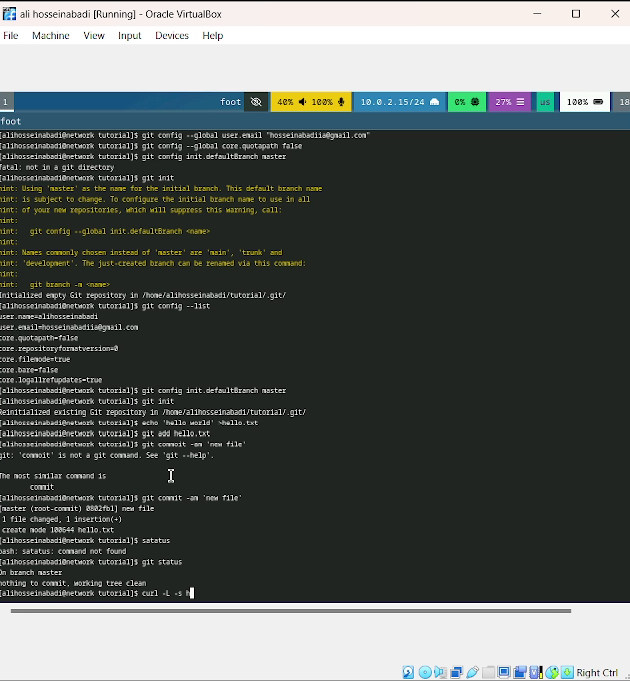 ali hosseinabadi [Running] - Oracle VirtualBox
File Machine View Input Devices Help
1 foot 40% 100% 10.0.2.15/24 0% 27% us 100% 18
foot
[alihosseinabadi@network tutorial]$ git config --global user.email "hosseinabadiia@gmail.com"
[alihosseinabadi@network tutorial]$ git config --global core.quotapath false
[alihosseinabadi@network tutorial]$ git config init.defaultBranch master
fatal: not in a git directory
[alihosseinabadi@network tutorial]$ git init
hint: Using 'master' as the name for the initial branch. This default branch name
hint: is subject to change. To configure the initial branch name to use in all
hint: of your new repositories, which will suppress this warning, call:
hint:
hint: git config --global init.defaultBranch <name>
hint:
hint: Names commonly chosen instead of 'master' are 'main', 'trunk' and
hint: 'development'. The just-created branch can be renamed via this command:
hint:
hint: git branch -m <name>
Initialized empty Git repository in /home/alihosseinabadi/tutorial/.git/
[alihosseinabadi@network tutorial]$ git config --list
user.name=alihosseinabadi
user.email=hosseinabadiia@gmail.com
core.quotapath=false
core.repositoryformatversion=0
core.filemode=true
core.bare=false
core.logallrefupdates=true
[alihosseinabadi@network tutorial]$ git config init.defaultBranch master
[alihosseinabadi@network tutorial]$ git init
Reinitialized existing Git repository in /home/alihosseinabadi/tutorial/.git/
[alihosseinabadi@network tutorial]$ echo 'hello world' >hello.txt
[alihosseinabadi@network tutorial]$ git add hello.txt
[alihosseinabadi@network tutorial]$ git commoit -am 'new file'
git: 'commoit' is not a git command. See 'git --help'.
The most similar command is
commit
[alihosseinabadi@network tutorial]$ git commit -am 'new file'
[master (root-commit) 0802fb1] new file
1 file changed, 1 insertion(+)
create mode 100644 hello.txt
[alihosseinabadi@network tutorial]$ satatus
bash: satatus: command not found
[alihosseinabadi@network tutorial]$ git status
On branch master
nothing to commit, working tree clean
[alihosseinabadi@network tutorial]$ curl -L -s h
Right Ctrl